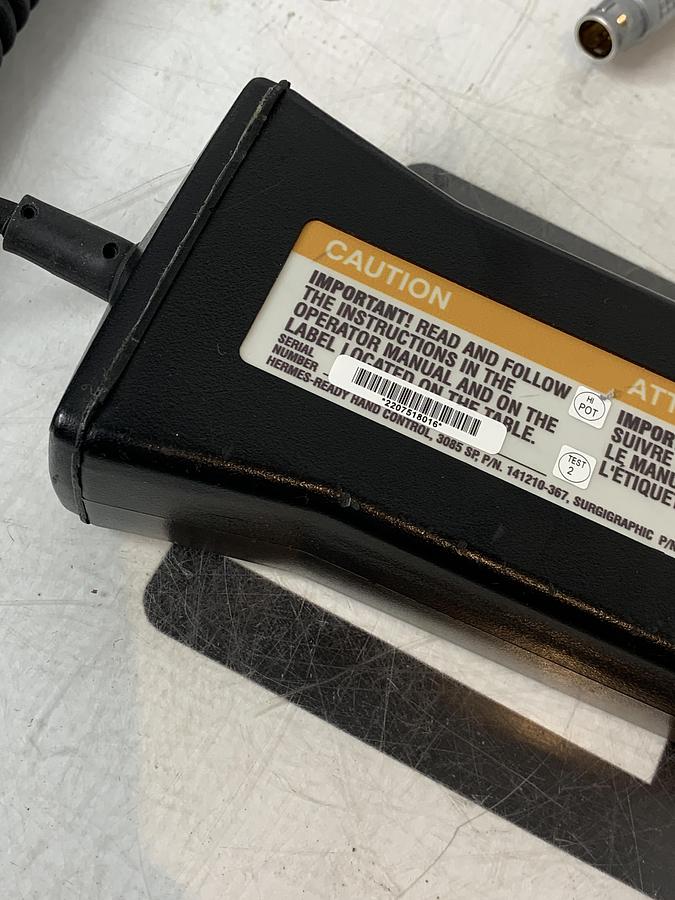 CAUTION
IMPORTANT! READ AND FOLLOW
THE INSTRUCTIONS IN THE
OPERATOR MANUAL AND ON THE
LABEL LOCATED ON THE TABLE.
SERIAL
NUMBER
*2207518016*
HERMES-READY HAND CONTROL, 3085 SP, P/N. 141210-367, SURGIGRAPHIC P/N
HI
POT
TEST
2
ATT
IMPOR
SUIVRE
LE MANU
L'ÉTIQUE